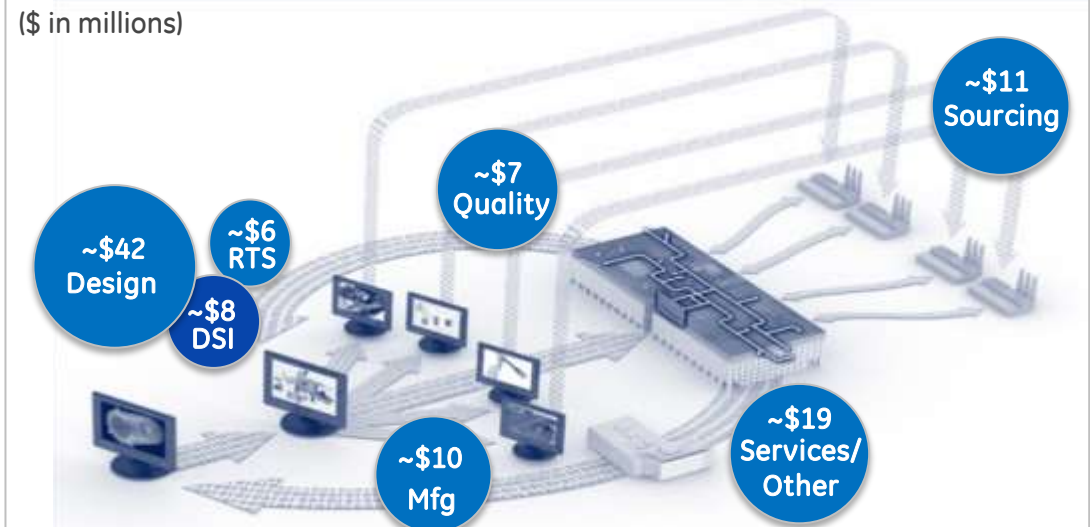 ($ in millions)
~$11
Sourcing
~$7
Quality
~$6
RTS
~$42
Design
~$8
DSI
~$10
Mfg
~$19
Services/
Other